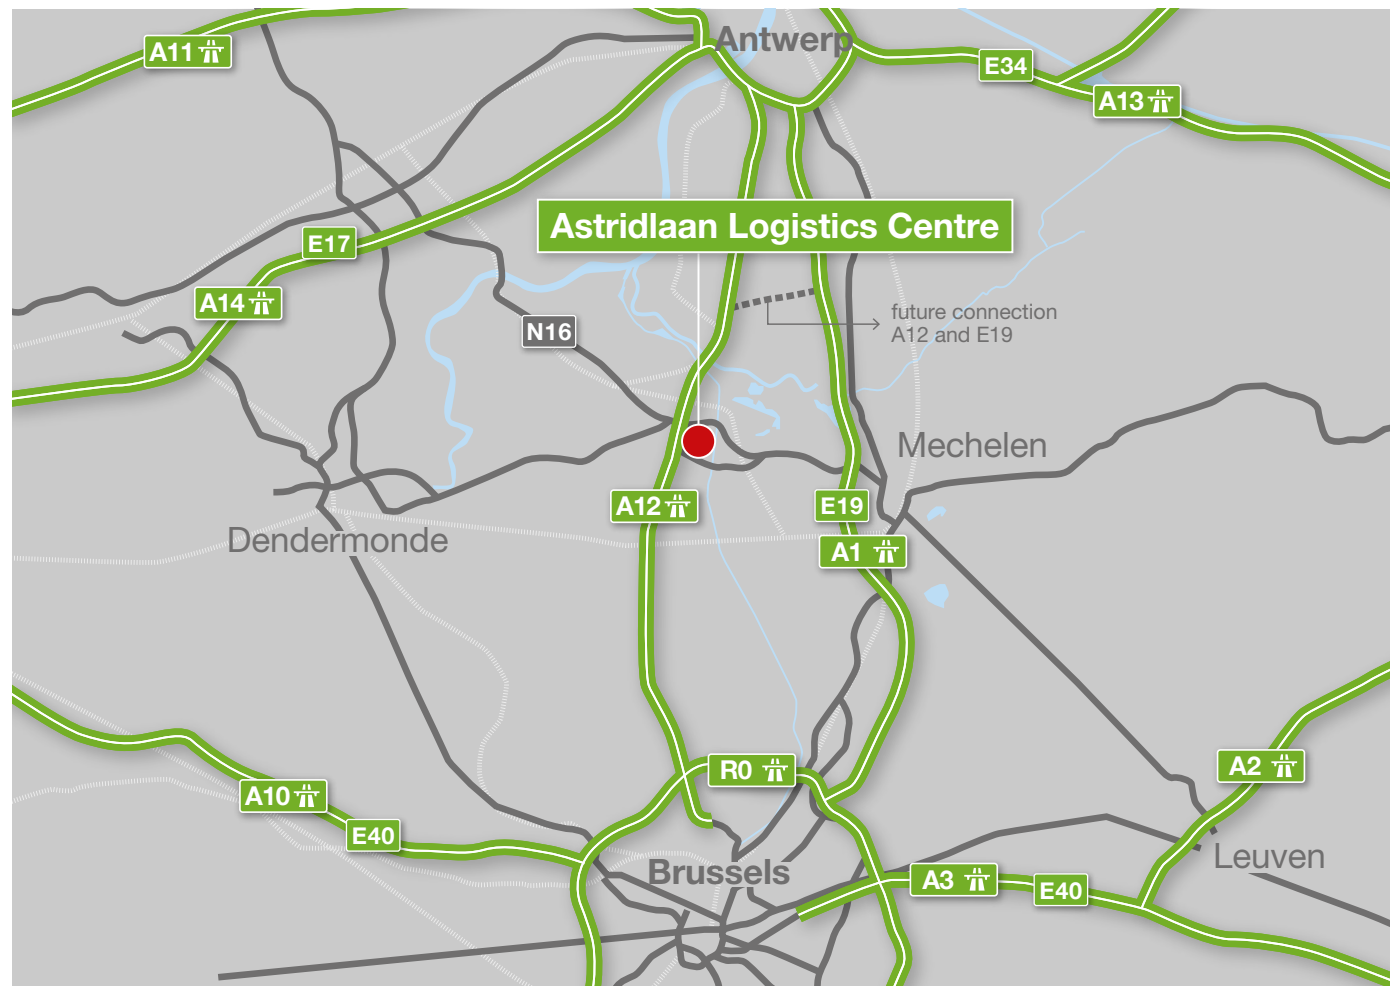 Antwerp
A11
E34
A13
Astridlaan Logistics Centre
E17
A14
future connection
A12 and E19
N16
Mechelen
A12
E19
Dendermonde
A1
R0
A2
A10
E40
Leuven
Brussels
A3
E40